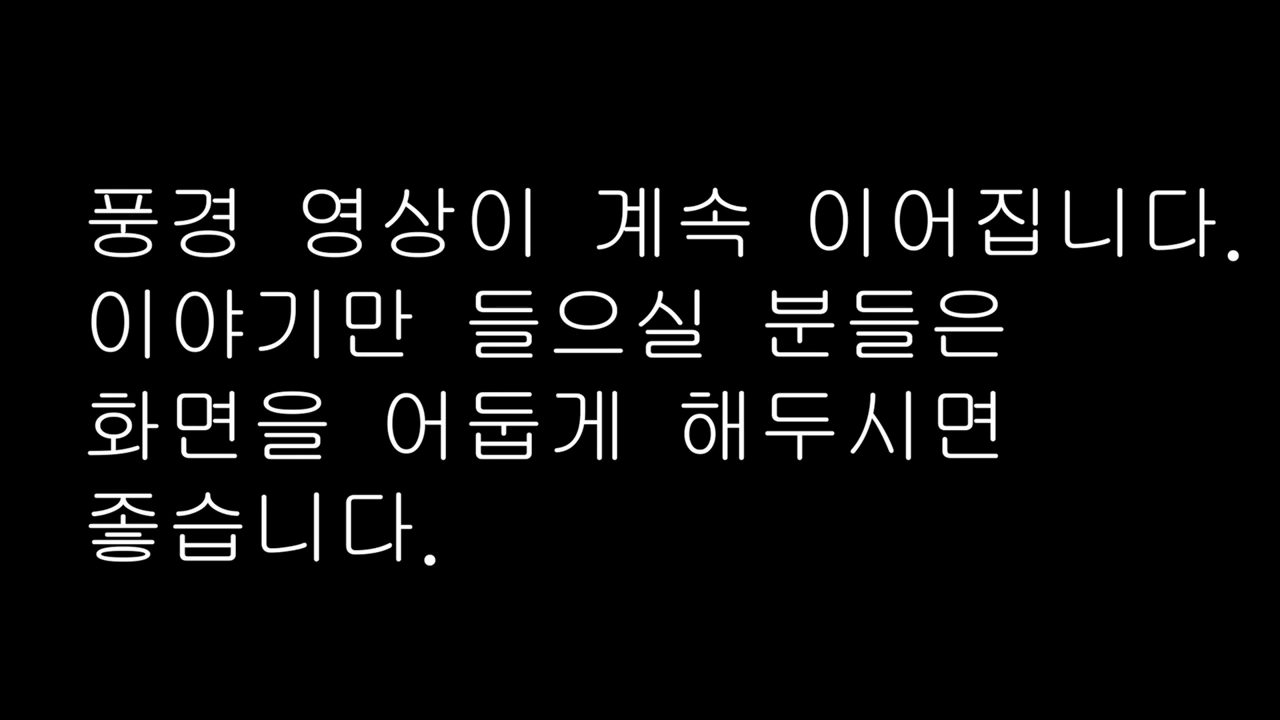 풍경 영상이 계속 이어집니다.
이야기만 들으실 분들은
화면을 어둡게 해두시면
좋습니다.